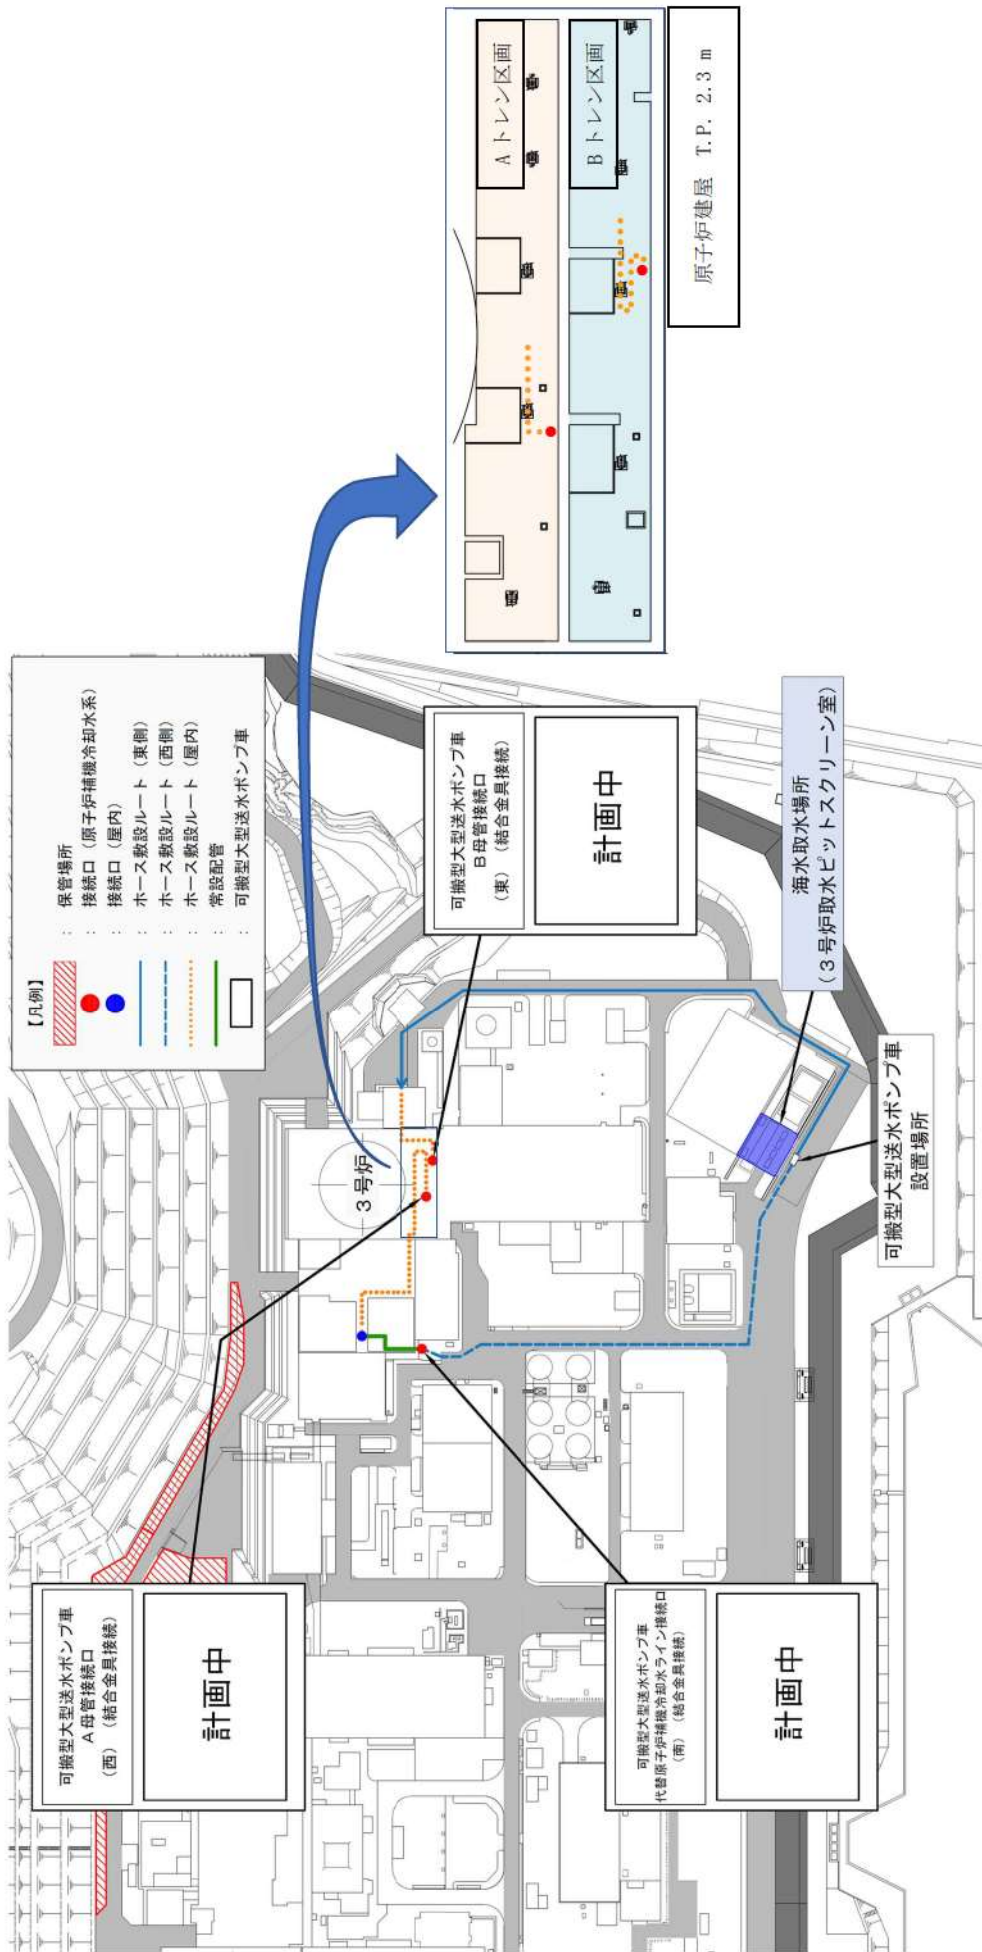 【凡例】
： 保管場所
： 接続口（原子炉補機冷却水系）
： 接続口（屋内）
： ホース敷設ルート（東側）
： ホース敷設ルート（西側）
： ホース敷設ルート（屋内）
： 常設配管
： 可搬型大型送水ポンプ車
Aトレン区画
Bトレン区画
原子炉建屋 T.P. 2.3 m
3号炉
可搬型大型送水ポンプ車
A母管接続口
（西）（結合金具接続）
計画中
可搬型大型送水ポンプ車
B母管接続口
（東）（結合金具接続）
計画中
可搬型大型送水ポンプ車
代替原子炉補機冷却水ライン接続口
（南）（結合金具接続）
計画中
海水取水場所
（3号炉取水ピットスクリーン室）
可搬型大型送水ポンプ車
設置場所